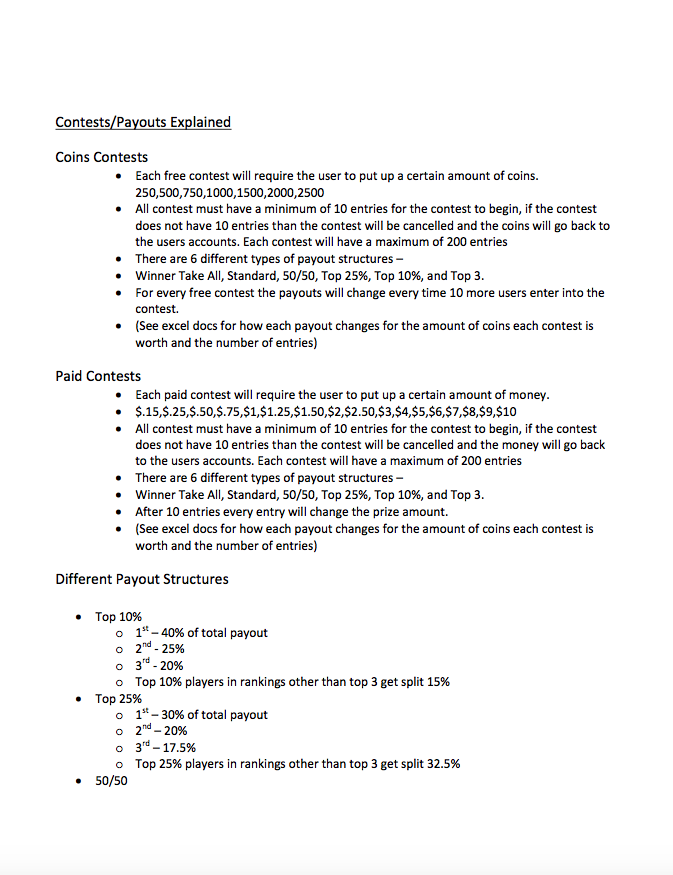 Contests/Payouts Explained
Coins Contests
• Each free contest will require the user to put up a certain amount of coins.
250,500,750,1000,1500,2000,2500
• All contest must have a minimum of 10 entries for the contest to begin, if the contest
does not have 10 entries than the contest will be cancelled and the coins will go back to
the users accounts. Each contest will have a maximum of 200 entries
• There are 6 different types of payout structures –
• Winner Take All, Standard, 50/50, Top 25%, Top 10%, and Top 3.
• For every free contest the payouts will change every time 10 more users enter into the
contest.
• (See excel docs for how each payout changes for the amount of coins each contest is
worth and the number of entries)
Paid Contests
• Each paid contest will require the user to put up a certain amount of money.
• $.15,$.25,$.50,$.75,$1,$1.25,$1.50,$2,$2.50,$3,$4,$5,$6,$7,$8,$9,$10
• All contest must have a minimum of 10 entries for the contest to begin, if the contest
does not have 10 entries than the contest will be cancelled and the money will go back
to the users accounts. Each contest will have a maximum of 200 entries
• There are 6 different types of payout structures –
• Winner Take All, Standard, 50/50, Top 25%, Top 10%, and Top 3.
• After 10 entries every entry will change the prize amount.
• (See excel docs for how each payout changes for the amount of coins each contest is
worth and the number of entries)
Different Payout Structures
• Top 10%
o 1st – 40% of total payout
o 2nd - 25%
o 3rd - 20%
o Top 10% players in rankings other than top 3 get split 15%
• Top 25%
o 1st – 30% of total payout
o 2nd – 20%
o 3rd – 17.5%
o Top 25% players in rankings other than top 3 get split 32.5%
• 50/50